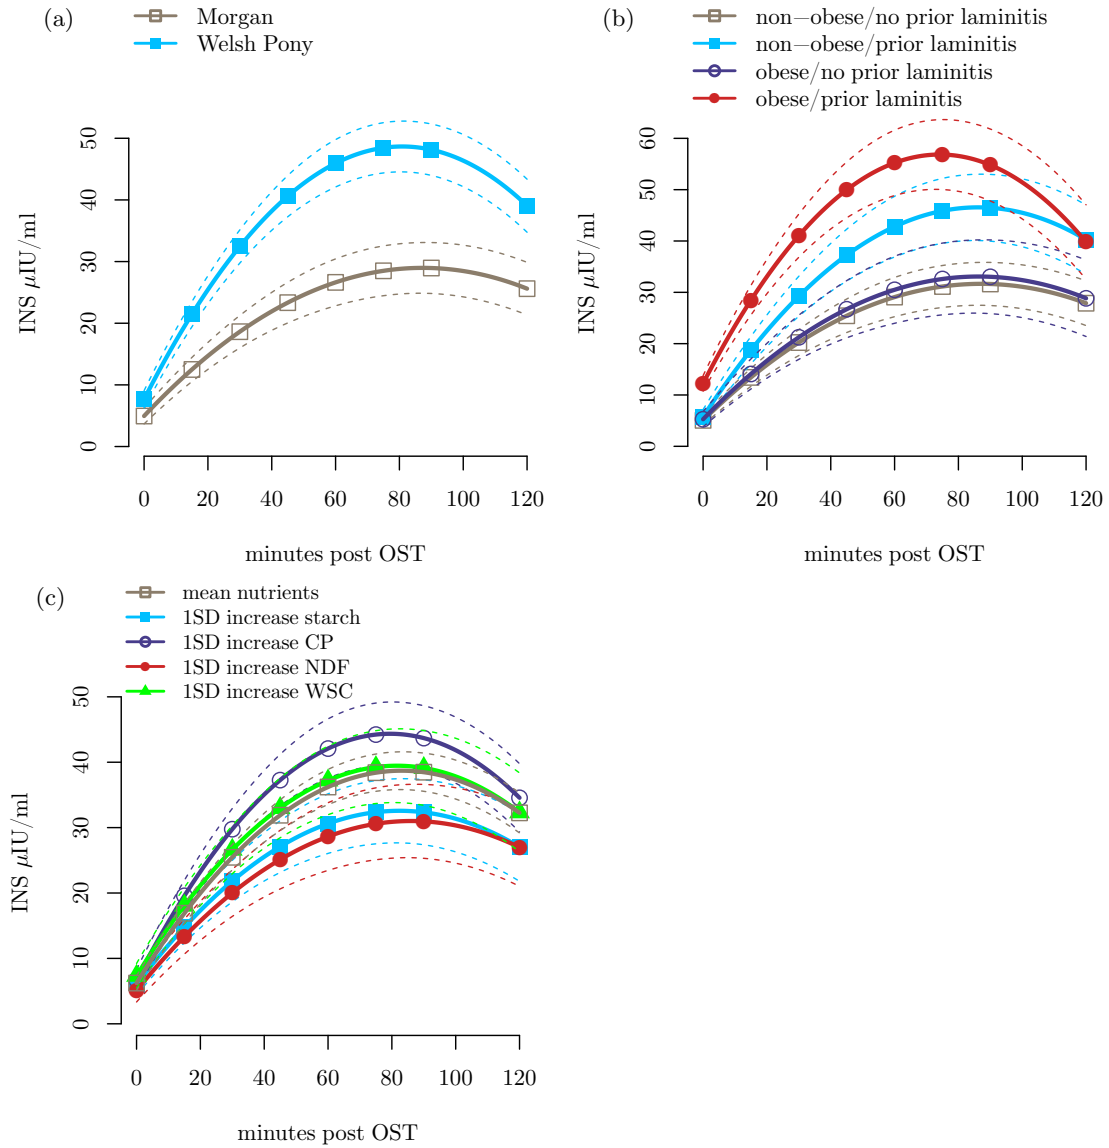 (a)
Morgan
Welsh Pony
INS μIU/ml
50
40
30
20
10
0
0 20 40 60 80 100 120
minutes post OST
(b)
non−obese/no prior laminitis
non−obese/prior laminitis
obese/no prior laminitis
obese/prior laminitis
INS μIU/ml
60
50
40
30
20
10
0
0 20 40 60 80 100 120
minutes post OST
(c)
mean nutrients
1SD increase starch
1SD increase CP
1SD increase NDF
1SD increase WSC
INS μIU/ml
50
40
30
20
10
0
0 20 40 60 80 100 120
minutes post OST